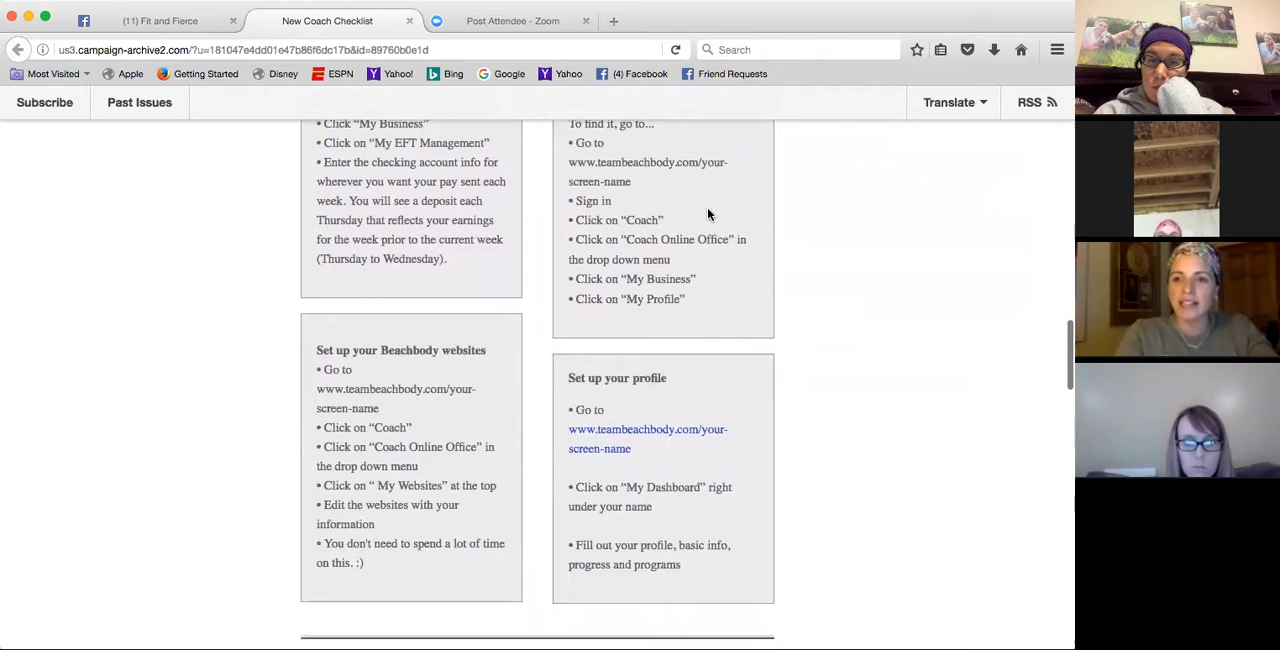 (11) Fit and Fierce
New Coach Checklist
Post Attendee - Zoom
us3.campaign-archive2.com/?u=181047e4dd01e47b86f6dc17b&id=89760b0e1d
Search
Most Visited
Apple
Getting Started
Disney
ESPN
Yahoo!
Bing
Google
Yahoo
(4) Facebook
Friend Requests
Subscribe
Past Issues
Translate
RSS
• Click “My Business”
• Click on “My EFT Management”
• Enter the checking account info for
wherever you want your pay sent each
week. You will see a deposit each
Thursday that reflects your earnings
for the week prior to the current week
(Thursday to Wednesday).
To find it, go to...
• Go to
www.teambeachbody.com/your-
screen-name
• Sign in
• Click on “Coach”
• Click on “Coach Online Office” in
the drop down menu
• Click on “My Business”
• Click on “My Profile”
Set up your Beachbody websites
• Go to
www.teambeachbody.com/your-
screen-name
• Click on “Coach”
• Click on “Coach Online Office” in
the drop down menu
• Click on “ My Websites” at the top
• Edit the websites with your
information
• You don't need to spend a lot of time
on this. :)
Set up your profile
• Go to
www.teambeachbody.com/your-
screen-name
• Click on “My Dashboard” right
under your name
• Fill out your profile, basic info,
progress and programs